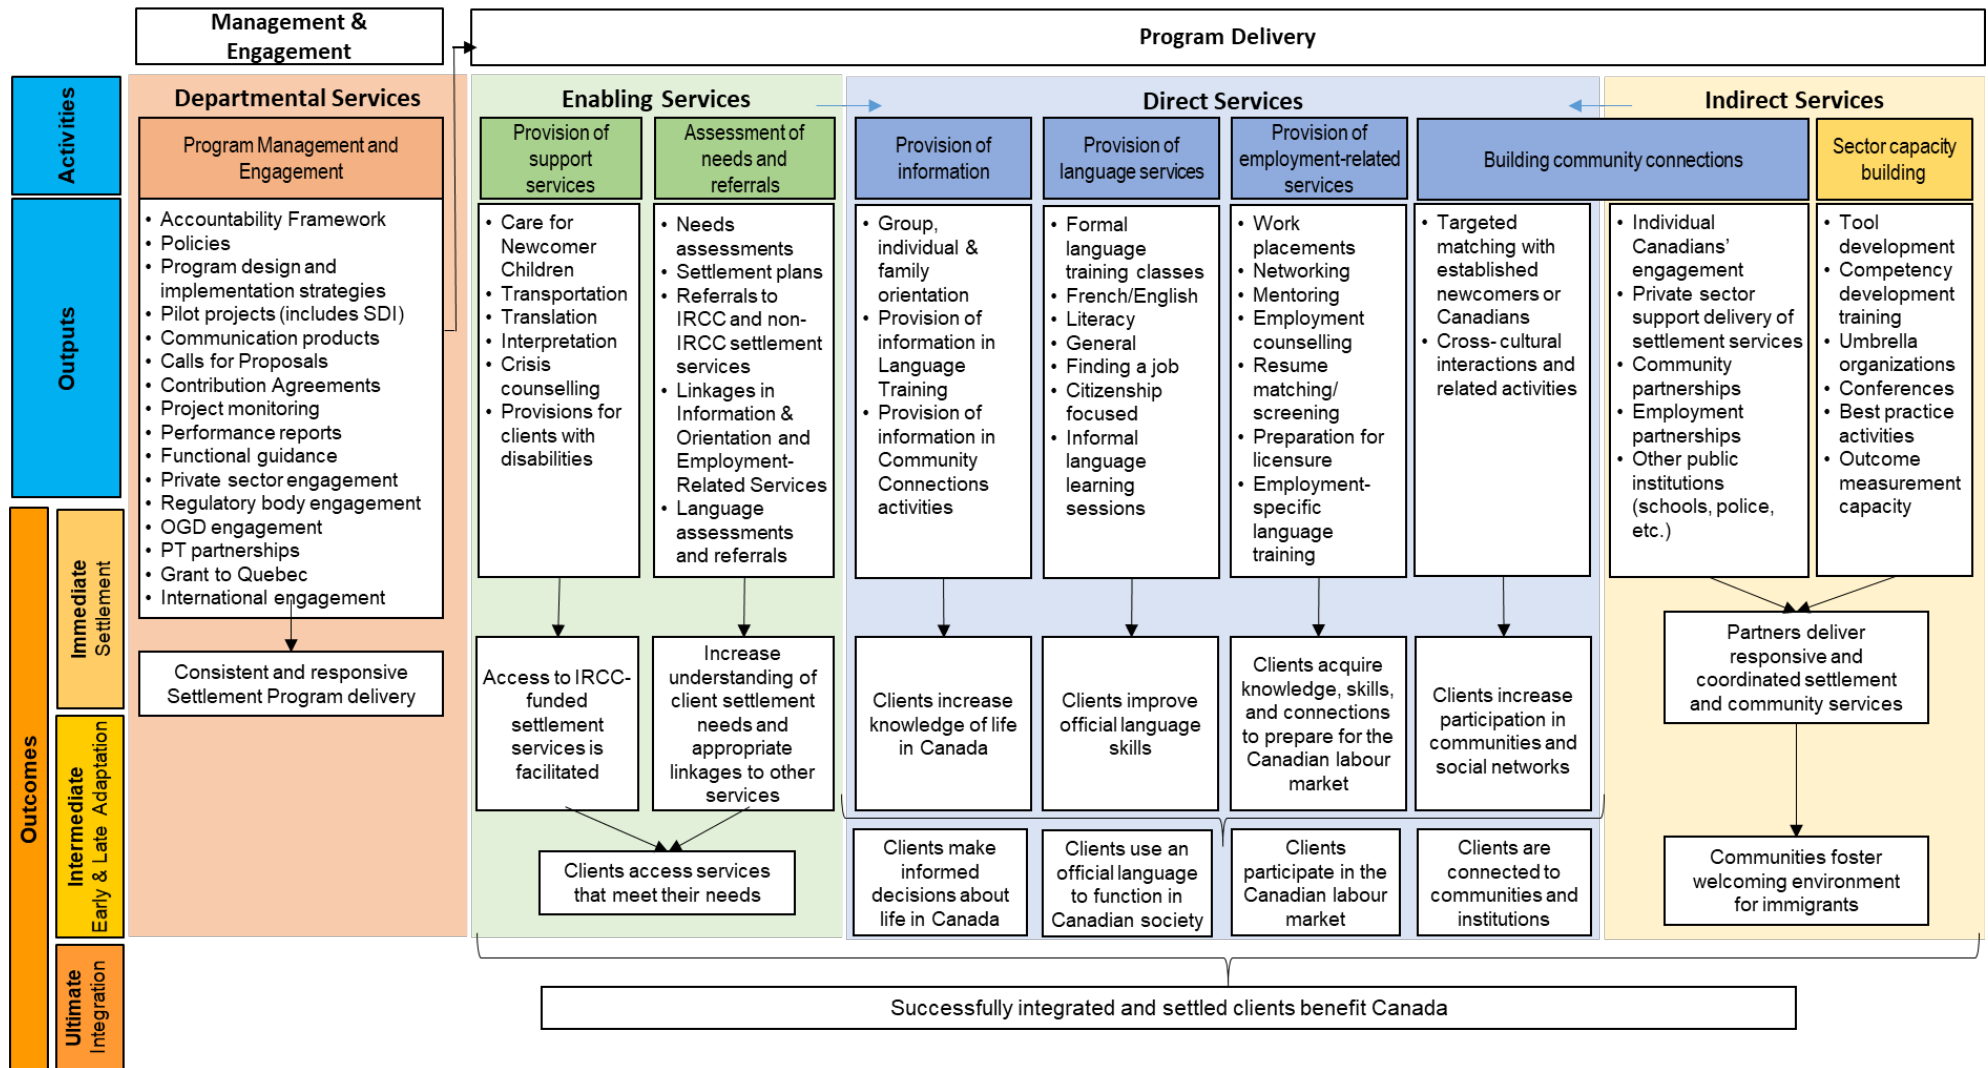 Management &
Engagement
Program Delivery
Activities
Outputs
Outcomes
Immediate
Settlement
Intermediate
Early & Late Adaptation
Ultimate
Integration
Departmental Services
Program Management and
Engagement
• Accountability Framework
• Policies
• Program design and
implementation strategies
• Pilot projects (includes SDI)
• Communication products
• Calls for Proposals
• Contribution Agreements
• Project monitoring
• Performance reports
• Functional guidance
• Private sector engagement
• Regulatory body engagement
• OGD engagement
• PT partnerships
• Grant to Quebec
• International engagement
Consistent and responsive
Settlement Program delivery
Enabling Services
Provision of
support
services
• Care for
Newcomer
Children
• Transportation
• Translation
• Interpretation
• Crisis
counselling
• Provisions for
clients with
disabilities
Access to IRCC-
funded
settlement
services is
facilitated
Assessment of
needs and
referrals
• Needs
assessments
• Settlement plans
• Referrals to
IRCC and non-
IRCC settlement
services
• Linkages in
Information &
Orientation and
Employment-
Related Services
• Language
assessments
and referrals
Increase
understanding of
client settlement
needs and
appropriate
linkages to other
services
Clients access services
that meet their needs
Direct Services
Provision of
information
• Group,
individual &
family
orientation
• Provision of
information in
Language
Training
• Provision of
information in
Community
Connections
activities
Clients increase
knowledge of life
in Canada
Clients make
informed
decisions about
life in Canada
Provision of
language services
• Formal
language
training classes
• French/English
• Literacy
• General
• Finding a job
• Citizenship
focused
• Informal
language
learning
sessions
Clients improve
official language
skills
Clients use an
official language
to function in
Canadian society
Provision of
employment-related
services
• Work
placements
• Networking
• Mentoring
• Employment
counselling
• Resume
matching/
screening
• Preparation for
licensure
• Employment-
specific
language
training
Clients acquire
knowledge, skills,
and connections
to prepare for the
Canadian labour
market
Clients
participate in the
Canadian labour
market
Building community connections
• Targeted
matching with
established
newcomers or
Canadians
• Cross- cultural
interactions and
related activities
Clients increase
participation in
communities and
social networks
Clients are
connected to
communities and
institutions
Indirect Services
• Individual
Canadians'
engagement
• Private sector
support delivery of
settlement services
• Community
partnerships
• Employment
partnerships
• Other public
institutions
(schools, police,
etc.)
Sector capacity
building
• Tool
development
• Competency
development
training
• Umbrella
organizations
• Conferences
• Best practice
activities
• Outcome
measurement
capacity
Partners deliver
responsive and
coordinated settlement
and community services
Communities foster
welcoming environment
for immigrants
Successfully integrated and settled clients benefit Canada